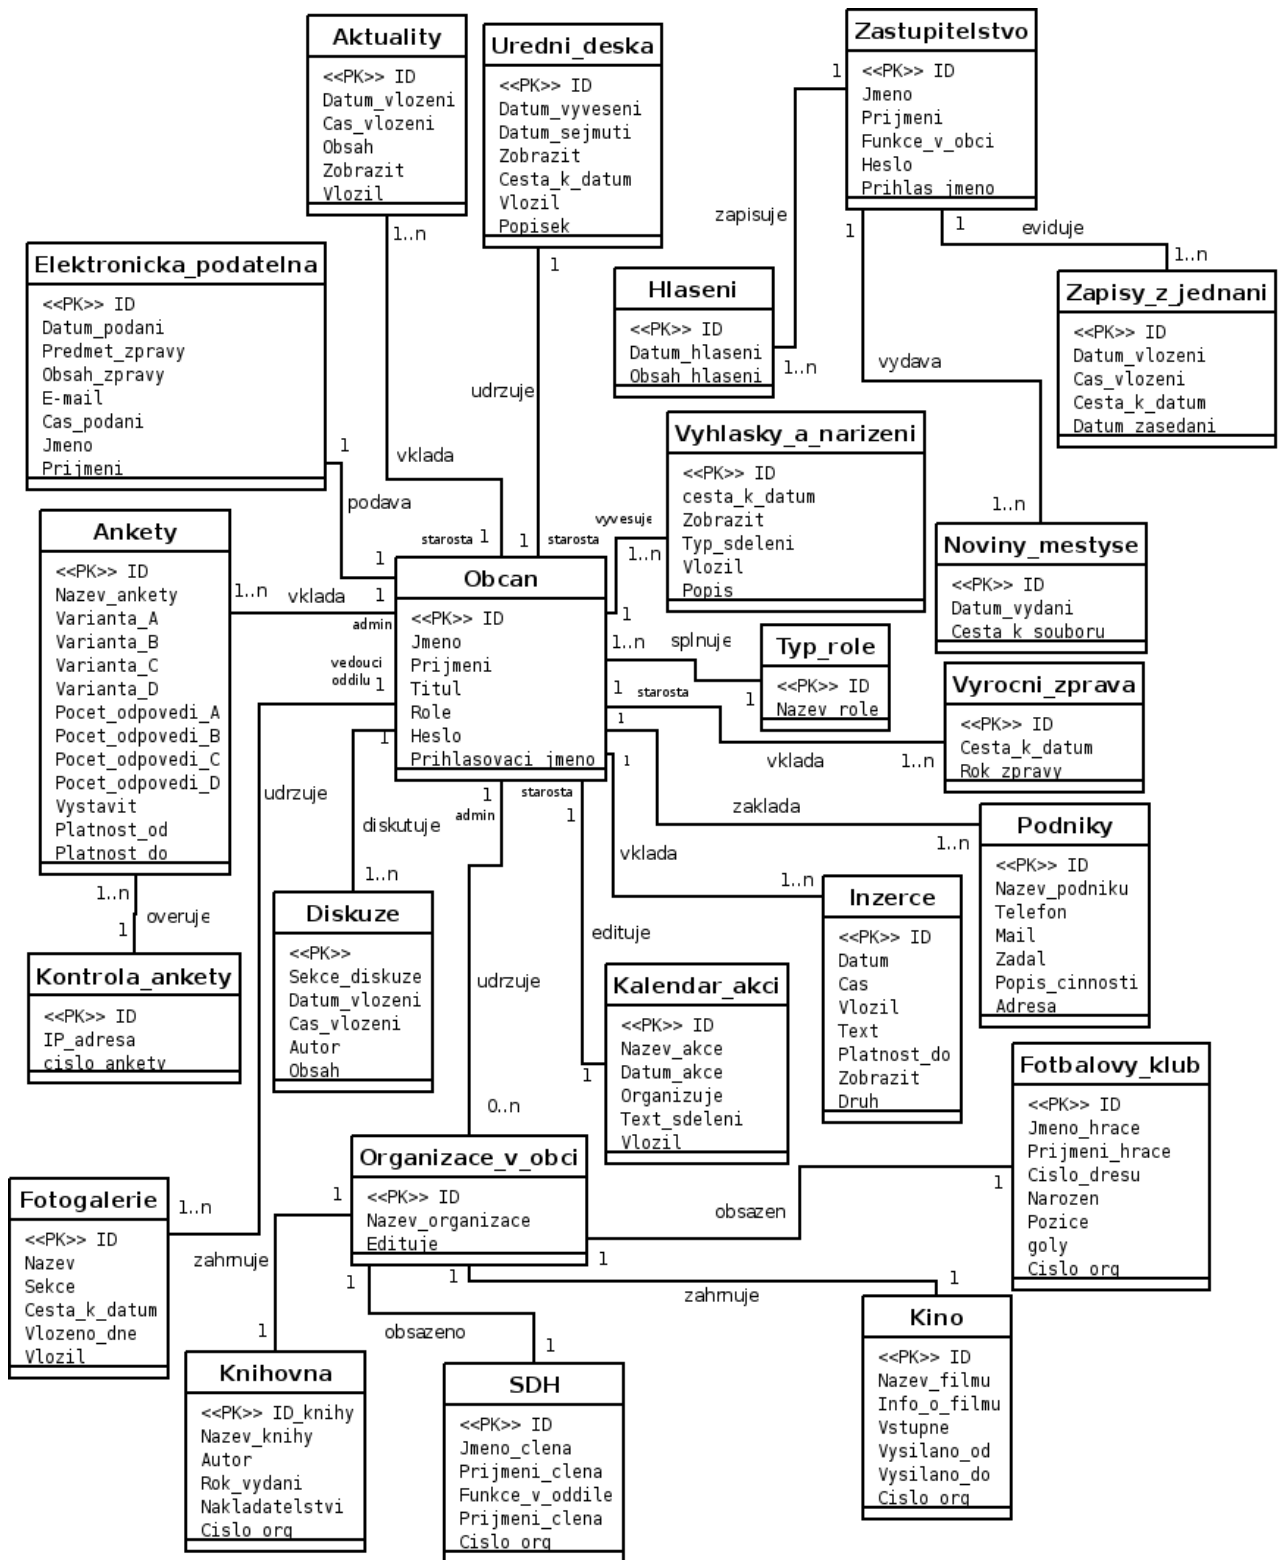 Aktuality
<<PK>> ID
Datum_vlozeni
Cas_vlozeni
Obsah
Zobrazit
Vlozil
Uredni_deska
<<PK>> ID
Datum_vyveseni
Datum_sejmuti
Zobrazit
Cesta_k_datum
Vlozil
Popisek
Zastupitelstvo
<<PK>> ID
Jmeno
Prijmeni
Funkce_v_obci
Heslo
Prihlas_jmeno
1
zapisuje
1..n
1
1
1
eviduje
1..n
Elektronicka_podatelna
<<PK>> ID
Datum_podani
Predmet_zpravy
Obsah_zpravy
E-mail
Cas_podani
Jmeno
Prijmeni
Hlaseni
<<PK>> ID
Datum_hlaseni
Obsah_hlaseni
1..n
Zapisy_z_jednani
<<PK>> ID
Datum_vlozeni
Cas_vlozeni
Cesta_k_datum
Datum_zasedani
vydava
1..n
udrzuje
vklada
1
podava
1
starosta 1
1 starosta
Vyhlasky_a_narizeni
<<PK>> ID
cesta_k_datum
Zobrazit
Typ_sdeleni
Vlozil
Popis
vyvesuje
1..n
1
Noviny_mestyse
<<PK>> ID
Datum_vydani
Cesta_k_souboru
Ankety
<<PK>> ID
Nazev_ankety
Varianta_A
Varianta_B
Varianta_C
Varianta_D
Pocet_odpovedi_A
Pocet_odpovedi_B
Pocet_odpovedi_C
Pocet_odpovedi_D
Vystavit
Platnost_od
Platnost_do
1..n
vklada
1
admin
vedouci
oddilu 1
Obcan
<<PK>> ID
Jmeno
Prijmeni
Titul
Role
Heslo
Prihlasovaci_jmeno
1..n
splnuje
1
Typ_role
<<PK>> ID
Nazev_role
1
starosta
vklada
1..n
Vyrocni_zprava
<<PK>> ID
Cesta_k_datum
Rok_zpravy
1
zaklada
1..n
Podniky
<<PK>> ID
Nazev_podniku
Telefon
Mail
Zadal
Popis_cinnosti
Adresa
1
vklada
1..n
Inzerce
<<PK>> ID
Datum
Cas
Vlozil
Text
Platnost_do
Zobrazit
Druh
udrzuje
1
diskutuje
1..n
1
admin
starosta
1
1..n
overuje
1
Kontrola_ankety
<<PK>> ID
IP_adresa
cislo_ankety
Diskuze
<<PK>>
Sekce_diskuze
Datum_vlozeni
Cas_vlozeni
Autor
Obsah
udrzuje
0..n
edituje
1
Kalendar_akci
<<PK>> ID
Nazev_akce
Datum_akce
Organizuje
Text_sdeleni
Vlozil
Fotbalovy_klub
<<PK>> ID
Jmeno_hrace
Prijmeni_hrace
Cislo_dresu
Narozen
Pozice
goly
Cislo_org
1
obsazen
1
Organizace_v_obci
<<PK>> ID
Nazev_organizace
Edituje
Fotogalerie
<<PK>> ID
Nazev
Sekce
Cesta_k_datum
Vlozeno_dne
Vlozil
1..n
1
zahrnuje
1
1
obsazeno
1
1
zahrnuje
1
Knihovna
<<PK>> ID_knihy
Nazev_knihy
Autor
Rok_vydani
Nakladatelstvi
Cislo_org
SDH
<<PK>> ID
Jmeno_clena
Prijmeni_clena
Funkce_v_oddile
Prijmeni_clena
Cislo_org
Kino
<<PK>> ID
Nazev_filmu
Info_o_filmu
Vstupne
Vysilano_od
Vysilano_do
Cislo_org